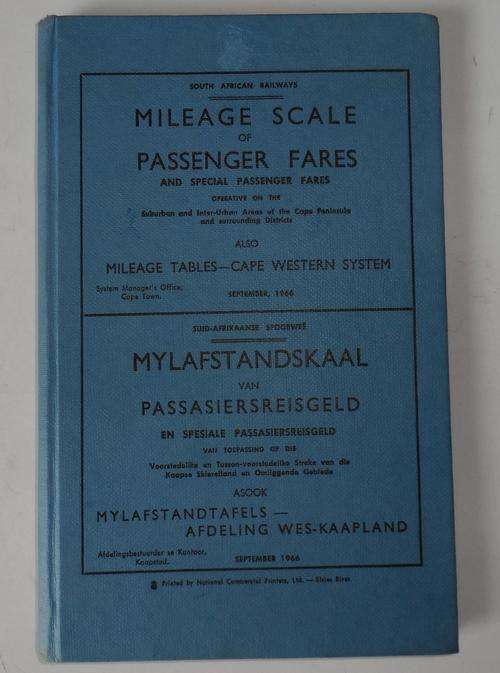 SOUTH AFRICAN RAILWAYS
MILEAGE SCALE
OF
PASSENGER FARES
AND SPECIAL PASSENGER FARES
OPERATIVE ON THE
Suburban and Inter-Urban Areas of the Cape Peninsula
and surrounding Districts
ALSO
MILEAGE TABLES—CAPE WESTERN SYSTEM
System Manager's Office,
Cape Town.
SEPTEMBER, 1966
SUID-AFRIKAANSE SPOORWEË
MYLAFSTANDSKAAL
VAN
PASSASIERSREISGELD
EN SPESIALE PASSASIERSREISGELD
VAN TOEPASSING OP DIE
Voorstedelike en Tussen-voorstedelike Streke van die
Kaapse Skiereiland en Omliggende Gebiede
ASOOK
MYLAFSTANDTAFELS —
AFDELING WES-KAAPLAND
Afdelingsbestuurder se Kantoor,
Kaapstad.
SEPTEMBER 1966
Printed by National Commercial Printers, Ltd. — Elsies River